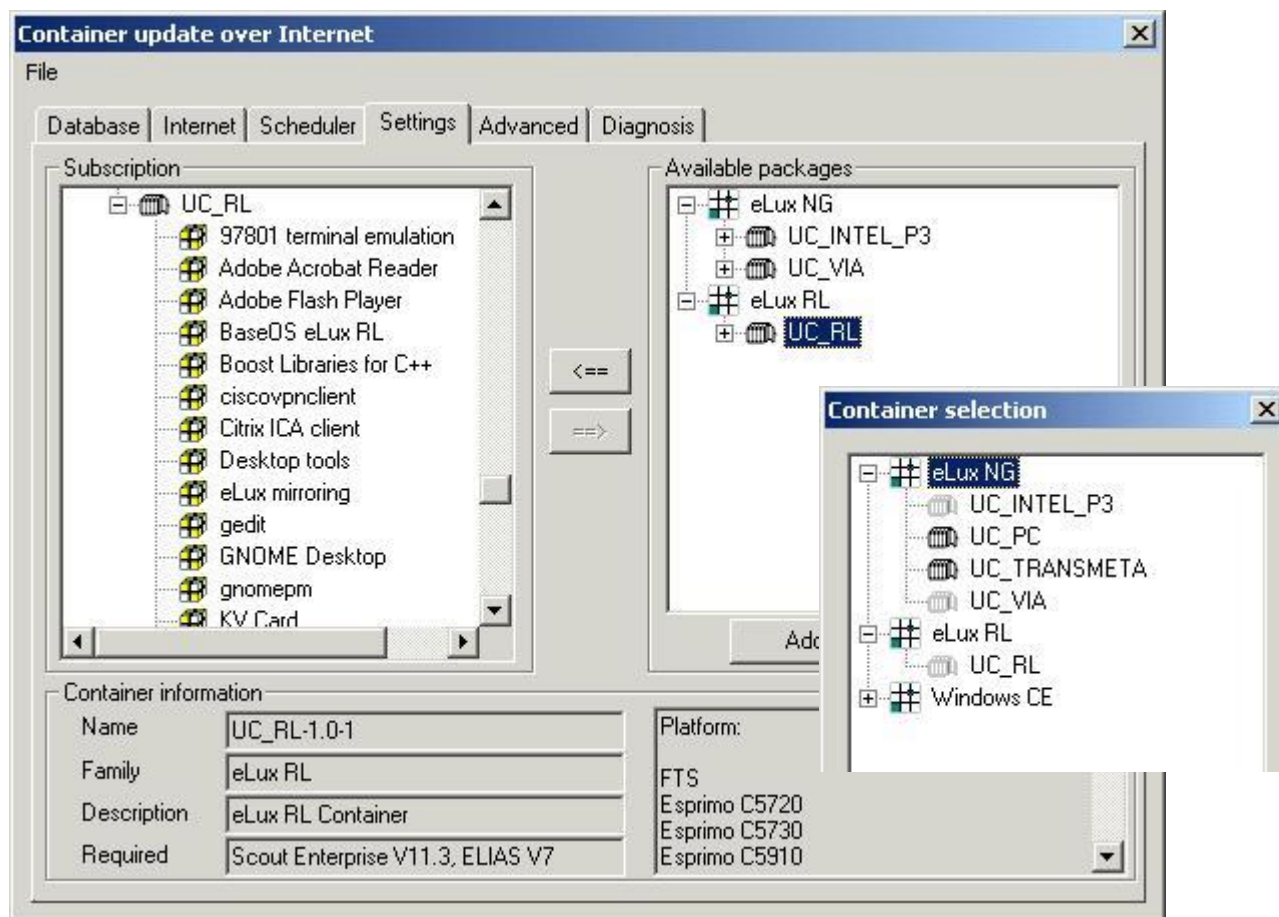 Container update over Internet
File
Database Internet Scheduler Settings Advanced Diagnosis
Subscription
UC_RL
97801 terminal emulation
Adobe Acrobat Reader
Adobe Flash Player
BaseOS eLux RL
Boost Libraries for C++
ciscovpnclient
Citrix ICA client
Desktop tools
eLux mirroring
gedit
GNOME Desktop
gnomepm
KV Card
<==
==>
Available packages
eLux NG
UC_INTEL_P3
UC_VIA
eLux RL
UC_RL
Container selection
eLux NG
UC_INTEL_P3
UC_PC
UC_TRANSMETA
UC_VIA
eLux RL
UC_RL
Windows CE
Container information
Name UC_RL-1.0-1
Family eLux RL
Description eLux RL Container
Required Scout Enterprise V11.3, ELIAS V7
Platform:
FTS
Esprimo C5720
Esprimo C5730
Esprimo C5910